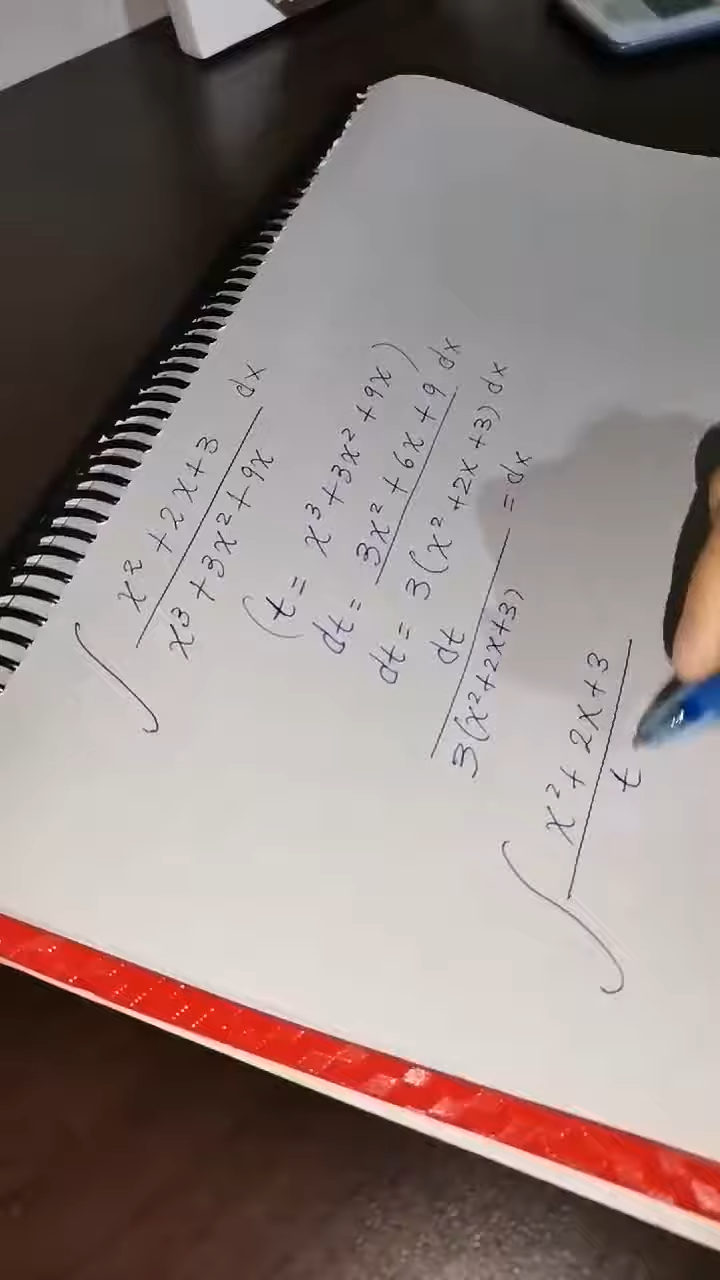 ∫ (x² + 2x + 3)/(x³ + 3x² + 9x) dx
(t = x³ + 3x² + 9x)
dt = 3x² + 6x + 9 dx
dt = 3(x² + 2x + 3) dx
dt/3(x² + 2x + 3) = dx
∫ (x² + 2x + 3)/t